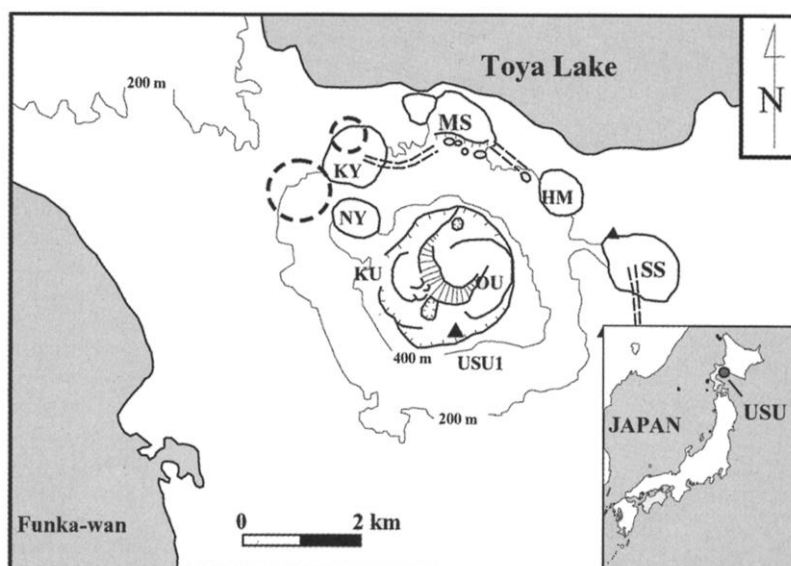 Toya Lake
N
200 m
MS
KY
HM
NY
SS
KU
OU
400 m
USU1
200 m
JAPAN
USU
Funka-wan
0
2 km